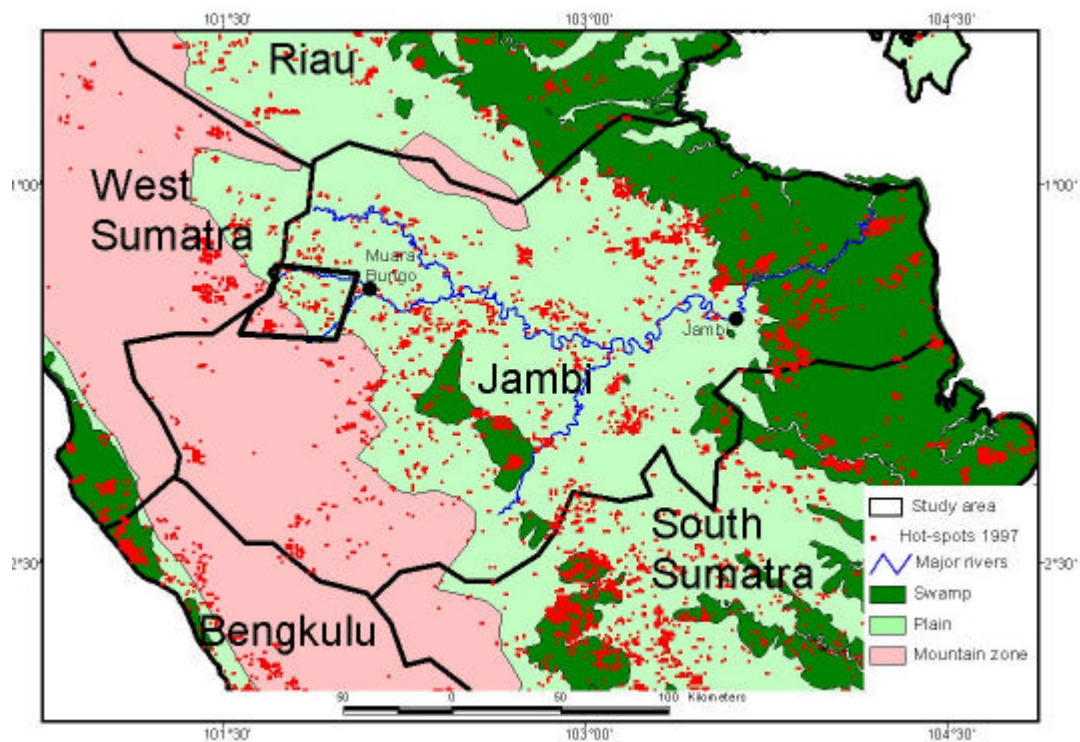 101°30' 103°00' 104°30'
Riau
West
Sumatra
1°00' 1°00'
Muara
Bungo
Jambi
Jambi
South
Sumatra
Bengkulu
Study area
Hot-spots 1997
Major rivers
Swamp
Plain
Mountain zone
2°30' 2°30'
50 0 50 100 Kilometers
101°30' 103°00' 104°30'